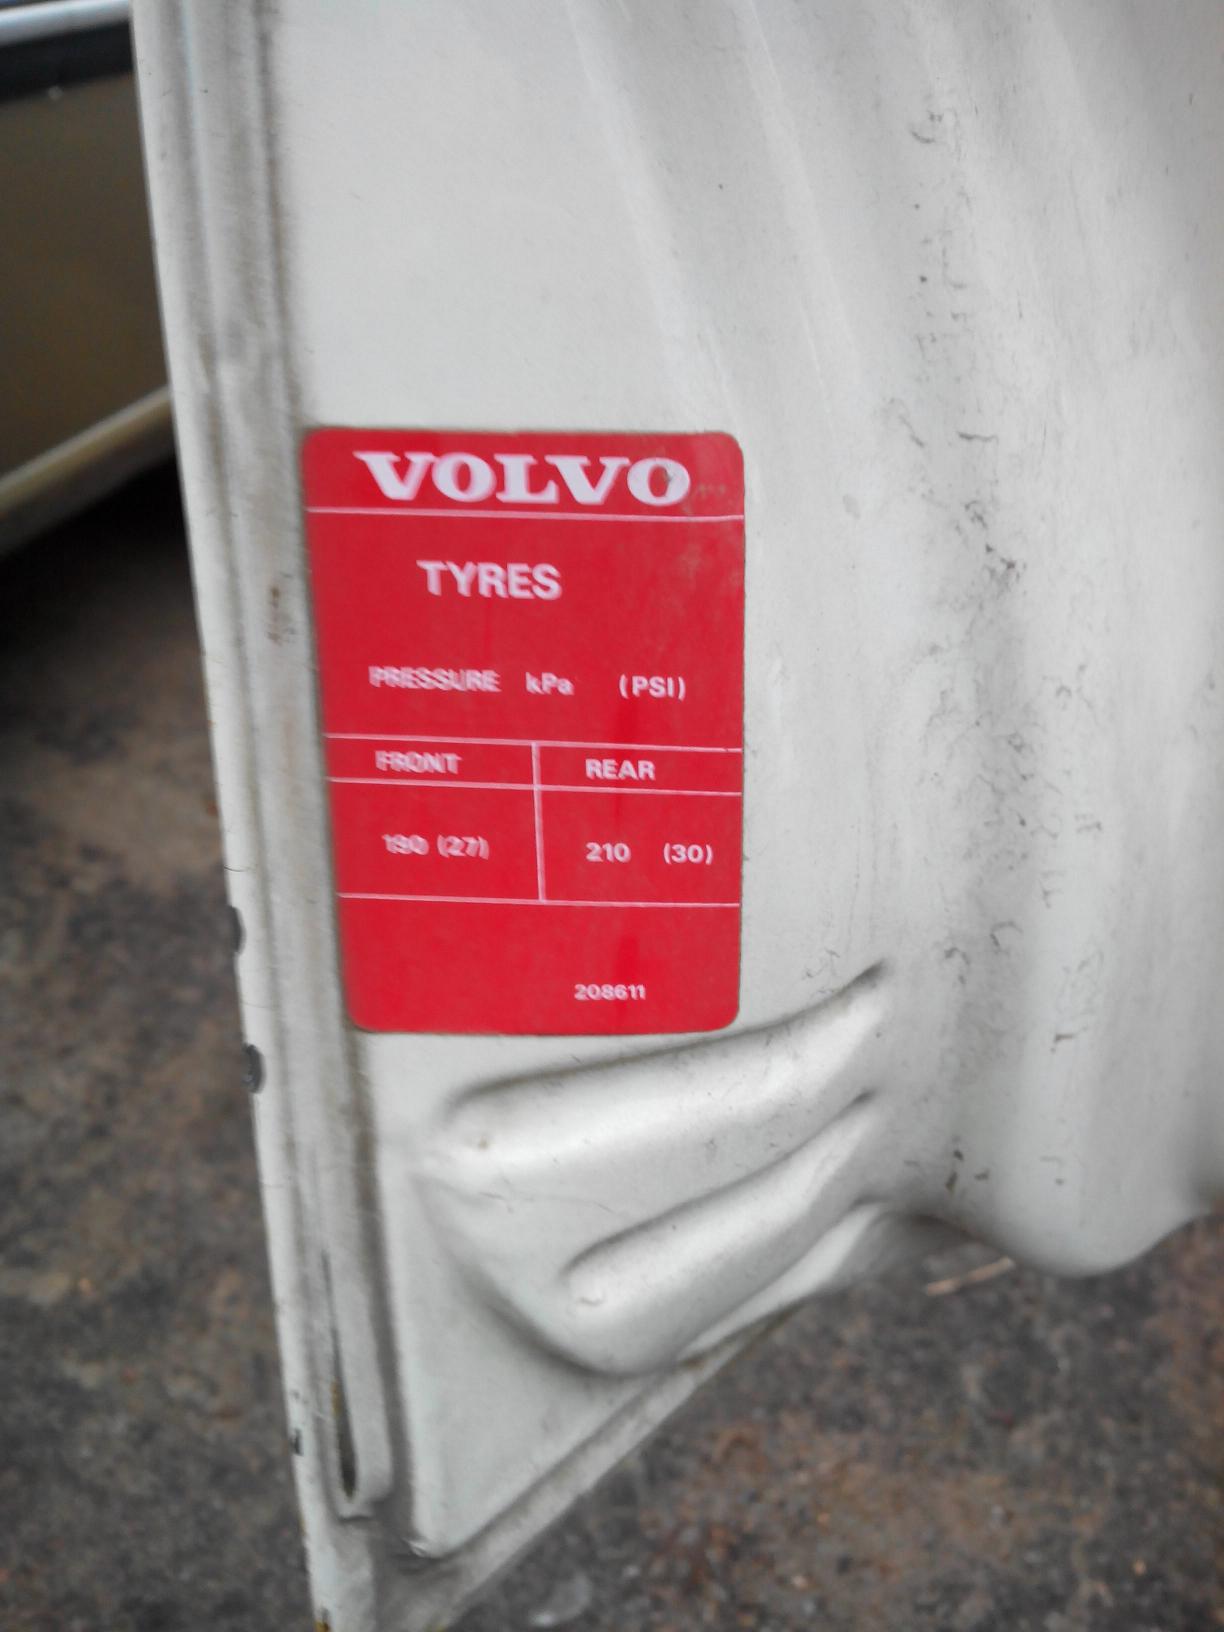 VOLVO
TYRES
PRESSURE kPa (PSI)
FRONT REAR
190 (27) 210 (30)
208611